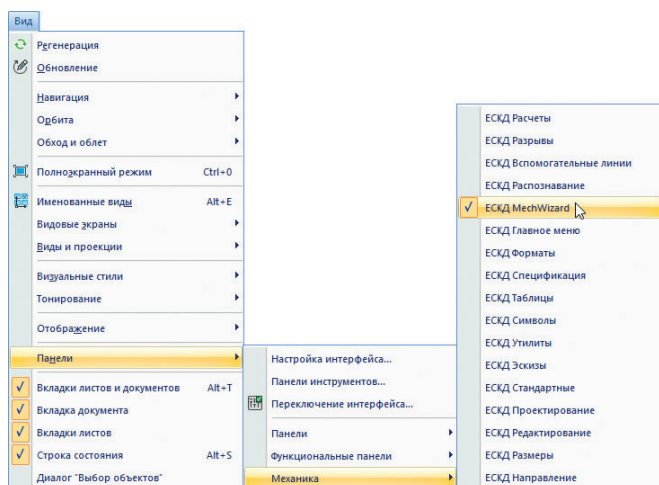 Вид
Регенерация
Обновление
Навигация
Орбита
Обход и облет
Полноэкранный режим Ctrl+0
Именованные виды Alt+E
Видовые экраны
Виды и проекции
Визуальные стили
Тонирование
Отображение
Панели
Вкладки листов и документов Alt+T
Вкладка документа
Вкладки листов
Строка состояния Alt+S
Диалог "Выбор объектов"
Настройка интерфейса...
Панели инструментов...
Переключение интерфейса...
Панели
Функциональные панели
Механика
ЕСКД Расчеты
ЕСКД Разрывы
ЕСКД Вспомогательные линии
ЕСКД Распознавание
ЕСКД MechWizard
ЕСКД Главное меню
ЕСКД Форматы
ЕСКД Спецификация
ЕСКД Таблицы
ЕСКД Символы
ЕСКД Утилиты
ЕСКД Эскизы
ЕСКД Стандартные
ЕСКД Проектирование
ЕСКД Редактирование
ЕСКД Размеры
ЕСКД Направление